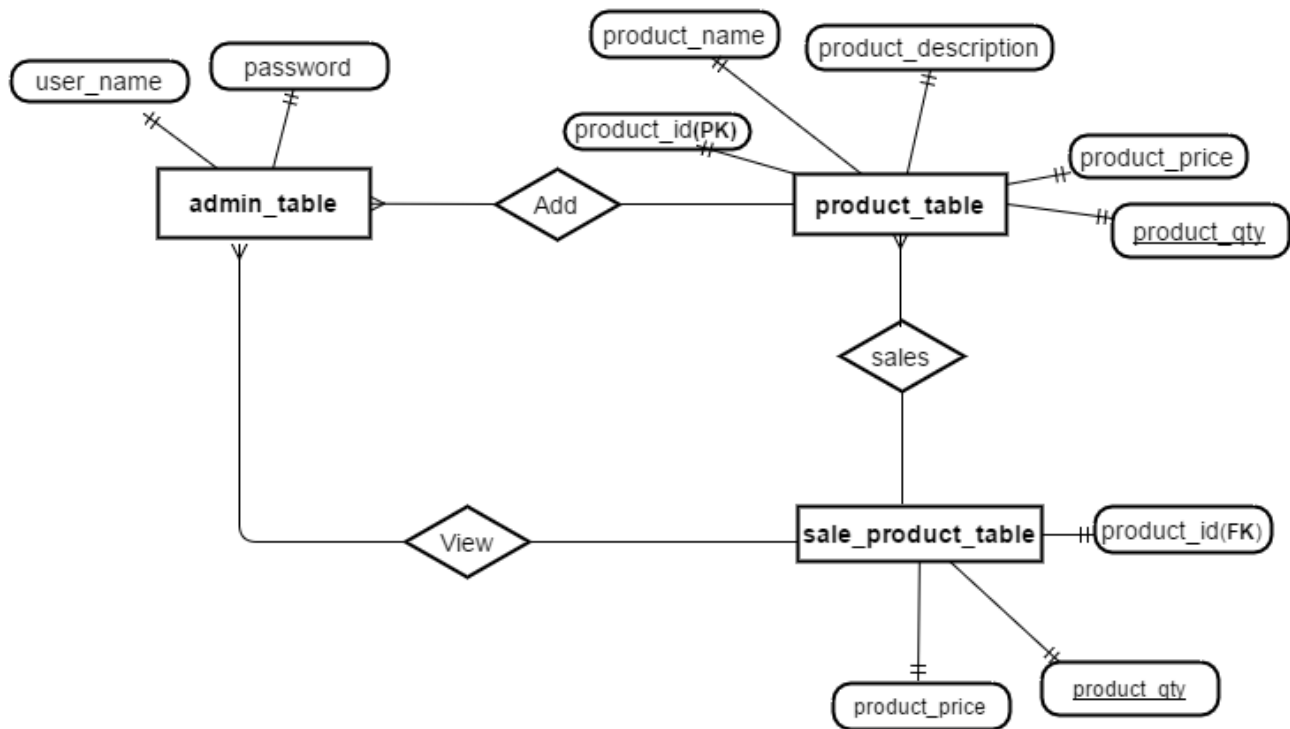 product_name
product_description
user_name
password
product_id(PK)
product_price
admin_table
Add
product_table
product_qty
sales
View
sale_product_table
product_id(FK)
product_price
product_qty